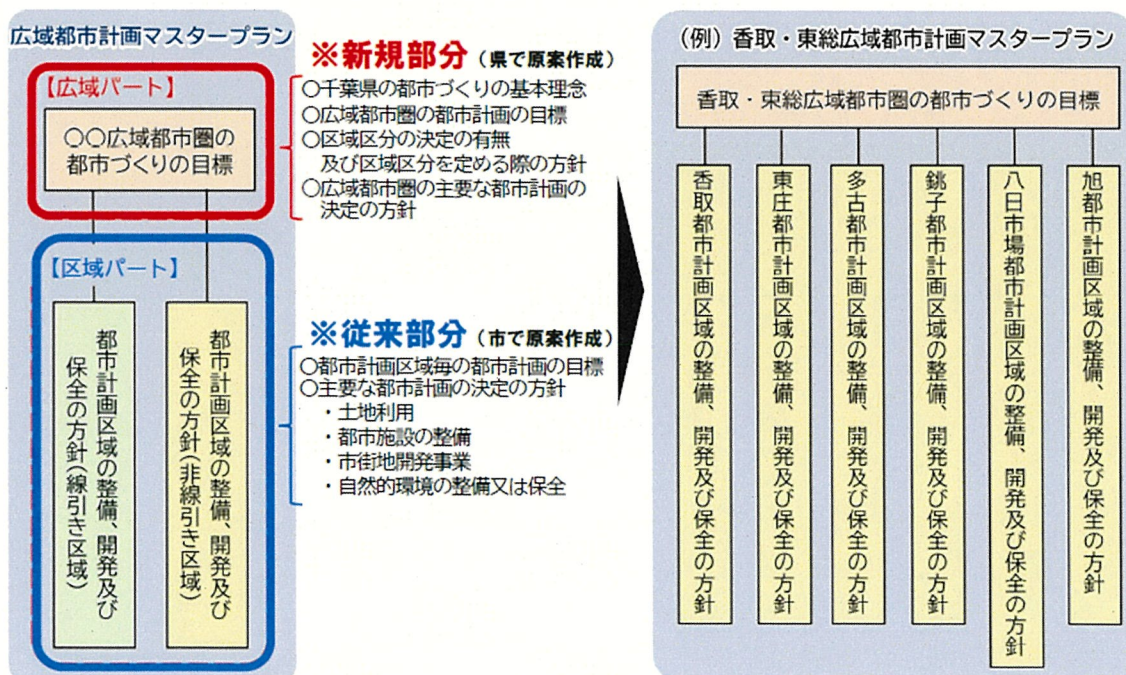 広域都市計画マスタープラン
【広域パート】
○○広域都市圏の
都市づくりの目標
【区域パート】
都市計画区域の整備、開発及び
保全の方針(線引き区域)
都市計画区域の整備、開発及び
保全の方針(非線引き区域)
※新規部分(県で原案作成)
○千葉県の都市づくりの基本理念
○広域都市圏の都市計画の目標
○区域区分の決定の有無
及び区域区分を定める際の方針
○広域都市圏の主要な都市計画の
決定の方針
※従来部分(市で原案作成)
○都市計画区域毎の都市計画の目標
○主要な都市計画の決定の方針
・土地利用
・都市施設の整備
・市街地開発事業
・自然的環境の整備又は保全
(例)香取・東総広域都市計画マスタープラン
香取・東総広域都市圏の都市づくりの目標
香取都市計画区域の整備、開発及び保全の方針
東庄都市計画区域の整備、開発及び保全の方針
多古都市計画区域の整備、開発及び保全の方針
銚子都市計画区域の整備、開発及び保全の方針
八日市場都市計画区域の整備、開発及び保全の方針
旭都市計画区域の整備、開発及び保全の方針